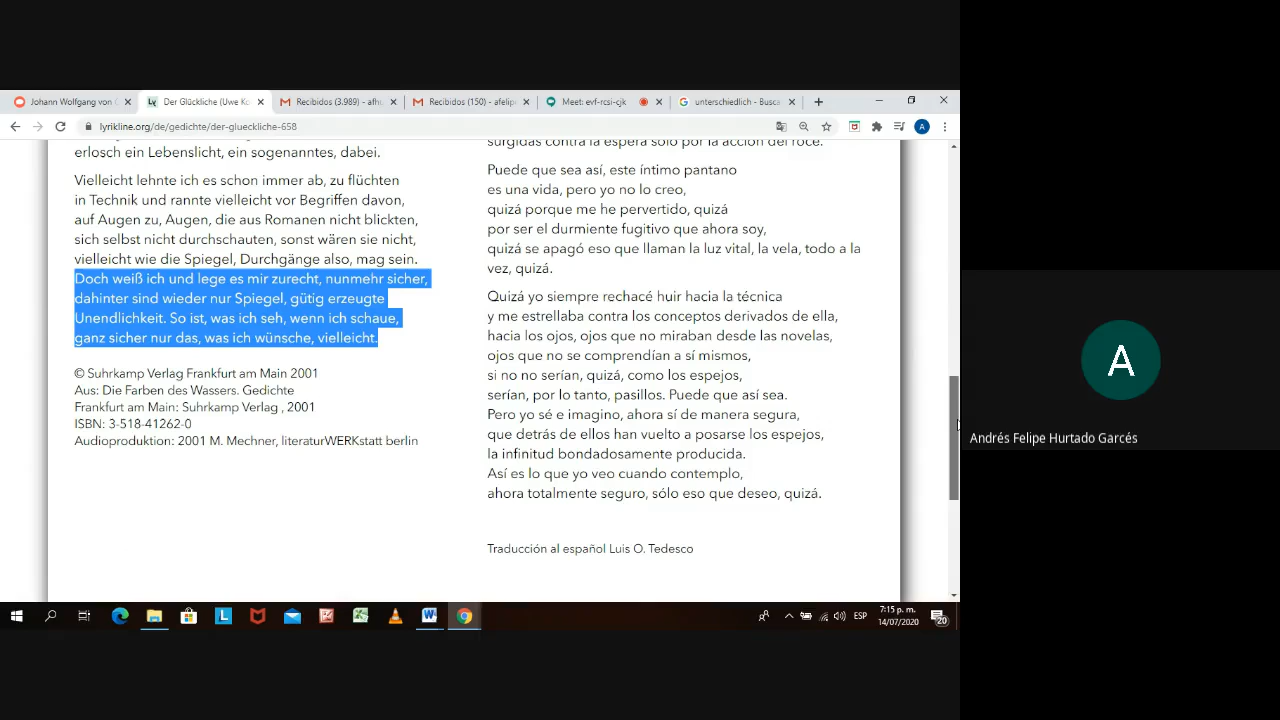 Johann Wolfgang von G
Der Glückliche (Uwe Ko
Recibidos (3.989) - afhu
Recibidos (150) - afelipe
Meet: evf-rcsi-cjk
unterschiedlich - Busca
lyrikline.org/de/gedichte/der-glueckliche-658
A
erlosch ein Lebenslicht, ein sogenanntes, dabei.
Vielleicht lehnte ich es schon immer ab, zu flüchten
in Technik und rannte vielleicht vor Begriffen davon,
auf Augen zu, Augen, die aus Romanen nicht blickten,
sich selbst nicht durchschauten, sonst wären sie nicht,
vielleicht wie die Spiegel, Durchgänge also, mag sein.
Doch weiß ich und lege es mir zurecht, nunmehr sicher,
dahinter sind wieder nur Spiegel, gütig erzeugte
Unendlichkeit. So ist, was ich seh, wenn ich schaue,
ganz sicher nur das, was ich wünsche, vielleicht.
© Suhrkamp Verlag Frankfurt am Main 2001
Aus: Die Farben des Wassers. Gedichte
Frankfurt am Main: Suhrkamp Verlag , 2001
ISBN: 3-518-41262-0
Audioproduktion: 2001 M. Mechner, literaturWERKstatt berlin
surgidas contra la espera sólo por la acción del roce.
Puede que sea así, este íntimo pantano
es una vida, pero yo no lo creo,
quizá porque me he pervertido, quizá
por ser el durmiente fugitivo que ahora soy,
quizá se apagó eso que llaman la luz vital, la vela, todo a la
vez, quizá.
Quizá yo siempre rechacé huir hacia la técnica
y me estrellaba contra los conceptos derivados de ella,
hacia los ojos, ojos que no miraban desde las novelas,
ojos que no se comprendían a sí mismos,
si no no serían, quizá, como los espejos,
serían, por lo tanto, pasillos. Puede que así sea.
Pero yo sé e imagino, ahora sí de manera segura,
que detrás de ellos han vuelto a posarse los espejos,
la infinitud bondadosamente producida.
Así es lo que yo veo cuando contemplo,
ahora totalmente seguro, sólo eso que deseo, quizá.
Traducción al español Luis O. Tedesco
A
Andrés Felipe Hurtado Garcés
ESP
7:15 p. m.
14/07/2020
20